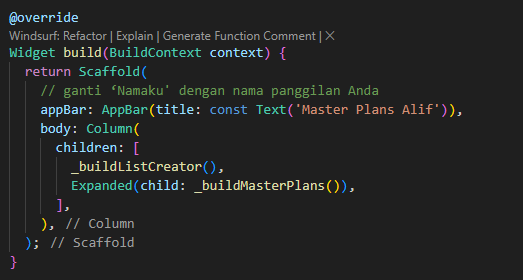 @override
Windsurf: Refactor | Explain | Generate Function Comment | ×
Widget build(BuildContext context) {
  return Scaffold(
    // ganti ‘Namaku' dengan nama panggilan Anda
    appBar: AppBar(title: const Text('Master Plans Alif')),
    body: Column(
      children: [
        _buildListCreator(),
        Expanded(child: _buildMasterPlans()),
      ],
    ), // Column
  ); // Scaffold
}